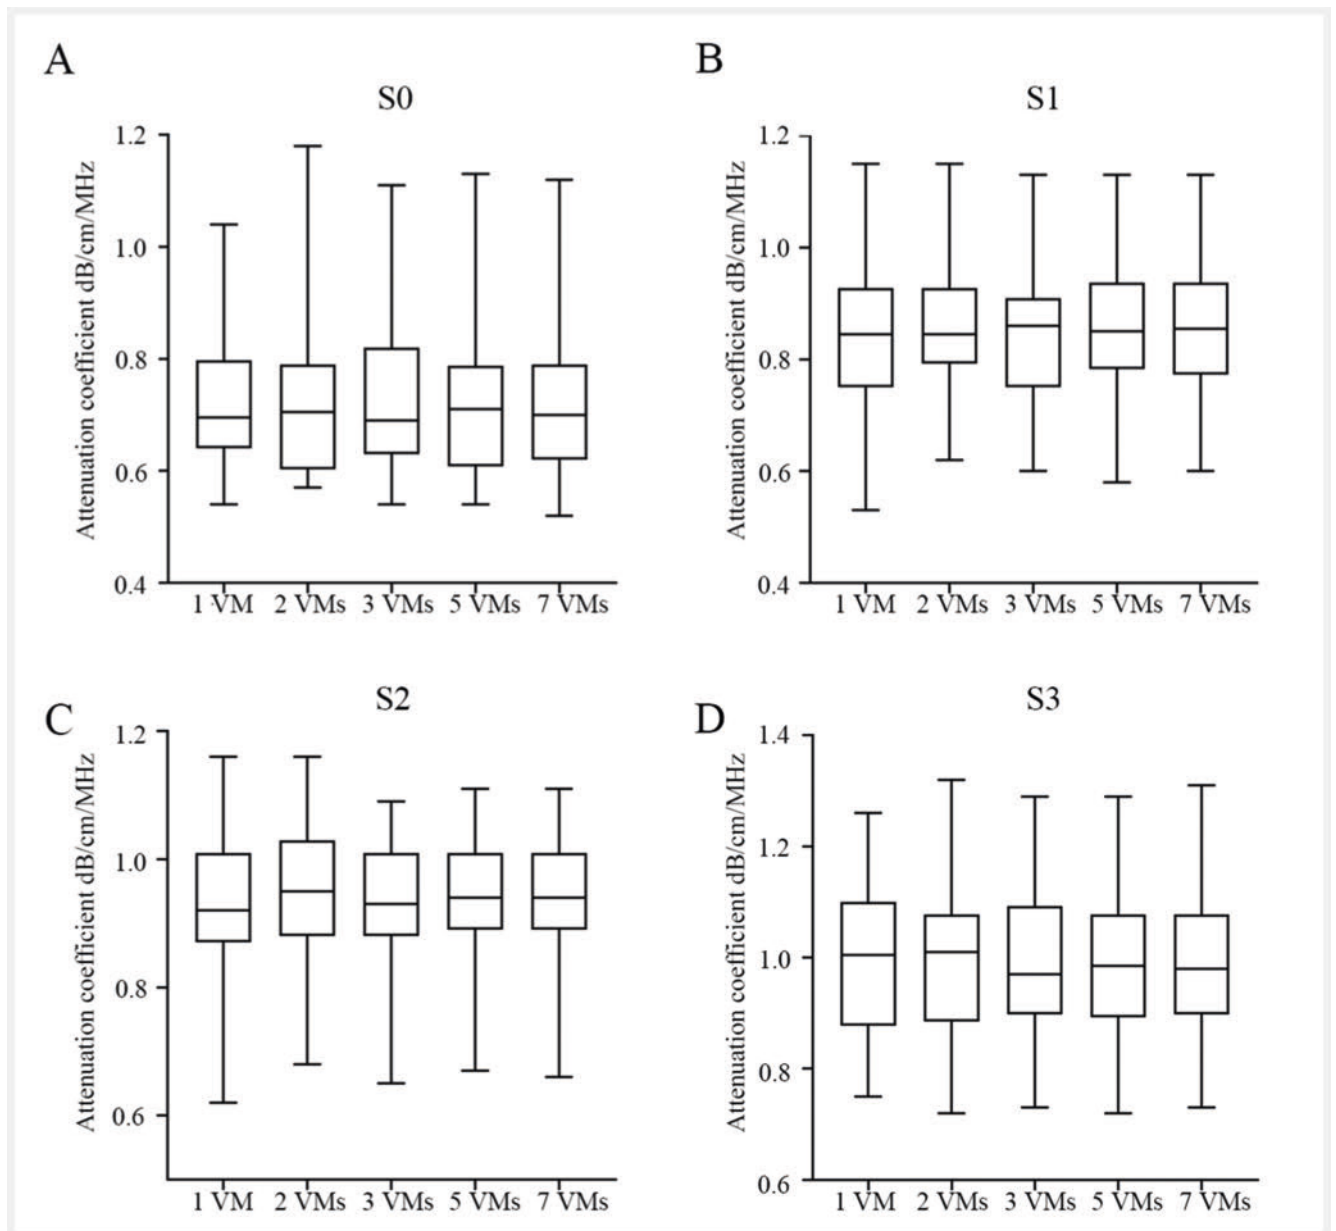 A
S0
Attenuation coefficient dB/cm/MHz
1.2
1.0
0.8
0.6
0.4
1 VM 2 VMs 3 VMs 5 VMs 7 VMs
B
S1
Attenuation coefficient dB/cm/MHz
1.2
1.0
0.8
0.6
0.4
1 VM 2 VMs 3 VMs 5 VMs 7 VMs
C
S2
Attenuation coefficient dB/cm/MHz
1.2
1.0
0.8
0.6
1 VM 2 VMs 3 VMs 5 VMs 7 VMs
D
S3
Attenuation coefficient dB/cm/MHz
1.4
1.2
1.0
0.8
0.6
1 VM 2 VMs 3 VMs 5 VMs 7 VMs